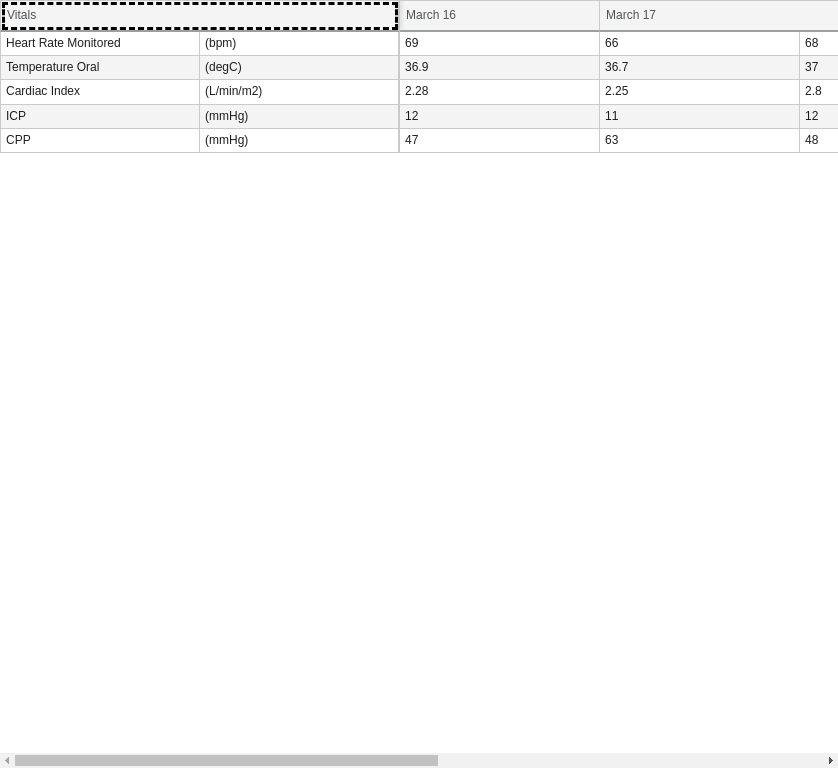 Vitals March 16 March 17
Heart Rate Monitored (bpm) 69 66 68
Temperature Oral (degC) 36.9 36.7 37
Cardiac Index (L/min/m2) 2.28 2.25 2.8
ICP (mmHg) 12 11 12
CPP (mmHg) 47 63 48